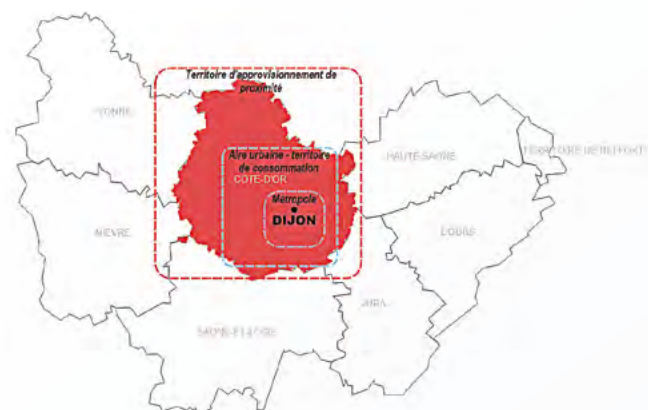 Territoire d'approvisionnement de
proximité
YONNE
Aire urbaine - territoire
de consommation
HAUTE-SAÔNE
TERRITOIRE DE BELFORT
CÔTE-D'OR
Métropole
DIJON
NIÈVRE
DOUBS
JURA
SAÔNE-ET-LOIRE